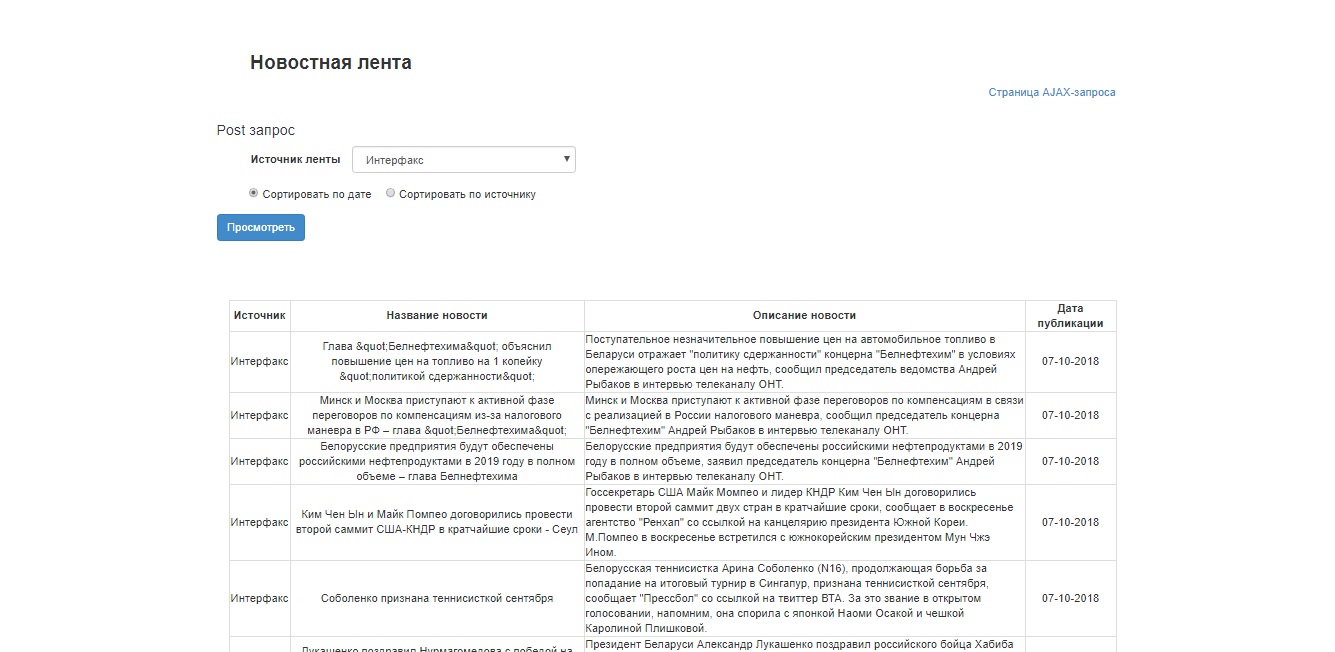 Новостная лента
Страница AJAX-запроса
Post запрос
Источник ленты
Интерфакс
Сортировать по дате
Сортировать по источнику
Просмотреть
Источник
Название новости
Описание новости
Дата
публикации
Интерфакс
Глава &quot;Белнефтехима&quot; объяснил
повышение цен на топливо на 1 копейку
&quot;политикой сдержанности&quot;
Поступательное незначительное повышение цен на автомобильное топливо в
Беларуси отражает "политику сдержанности" концерна "Белнефтехим" в условиях
опережающего роста цен на нефть, сообщил председатель ведомства Андрей
Рыбаков в интервью телеканалу ОНТ.
07-10-2018
Интерфакс
Минск и Москва приступают к активной фазе
переговоров по компенсациям из-за налогового
маневра в РФ – глава &quot;Белнефтехима&quot;
Минск и Москва приступают к активной фазе переговоров по компенсациям в связи
с реализацией в России налогового маневра, сообщил председатель концерна
"Белнефтехим" Андрей Рыбаков в интервью телеканалу ОНТ.
07-10-2018
Интерфакс
Белорусские предприятия будут обеспечены
российскими нефтепродуктами в 2019 году в полном
объеме – глава Белнефтехима
Белорусские предприятия будут обеспечены российскими нефтепродуктами в 2019
году в полном объеме, заявил председатель концерна "Белнефтехим" Андрей
Рыбаков в интервью телеканалу ОНТ.
07-10-2018
Интерфакс
Ким Чен Ын и Майк Помпео договорились провести
второй саммит США-КНДР в кратчайшие сроки - Сеул
Госсекретарь США Майк Момпео и лидер КНДР Ким Чен Ын договорились
провести второй саммит двух стран в кратчайшие сроки, сообщает в воскресенье
агентство "Ренхап" со ссылкой на канцелярию президента Южной Кореи.
М.Помпео в воскресенье встретился с южнокорейским президентом Мун Чжэ
Ином.
07-10-2018
Интерфакс
Соболенко признана теннисисткой сентября
Белорусская теннисистка Арина Соболенко (N16), продолжающая борьбу за
попадание на итоговый турнир в Сингапур, признана теннисисткой сентября,
сообщает "Прессбол" со ссылкой на твиттер ВТА. За это звание в открытом
голосовании, напомним, она спорила с японкой Наоми Осакой и чешкой
Каролиной Плишковой.
07-10-2018
Лукашенко поздравил Нурмагомедова с победой на
Президент Беларуси Александр Лукашенко поздравил российского бойца Хабиба